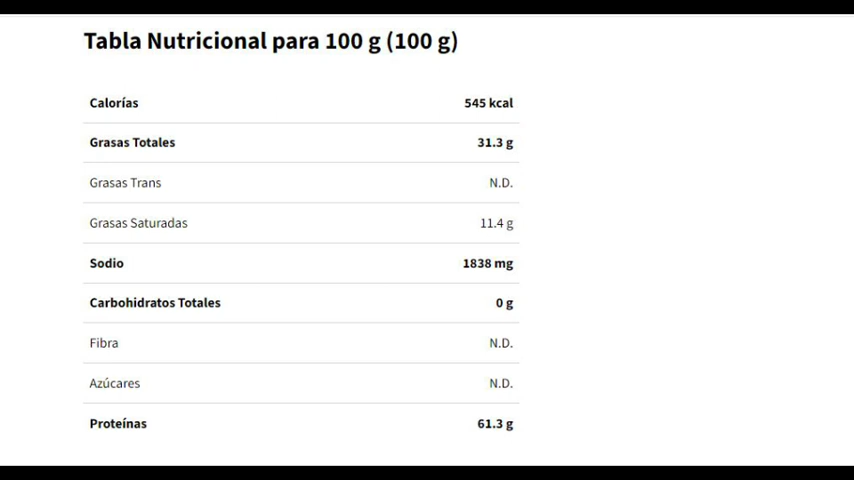 Tabla Nutricional para 100 g (100 g)
Calorías 545 kcal
Grasas Totales 31.3 g
Grasas Trans N.D.
Grasas Saturadas 11.4 g
Sodio 1838 mg
Carbohidratos Totales 0 g
Fibra N.D.
Azúcares N.D.
Proteínas 61.3 g